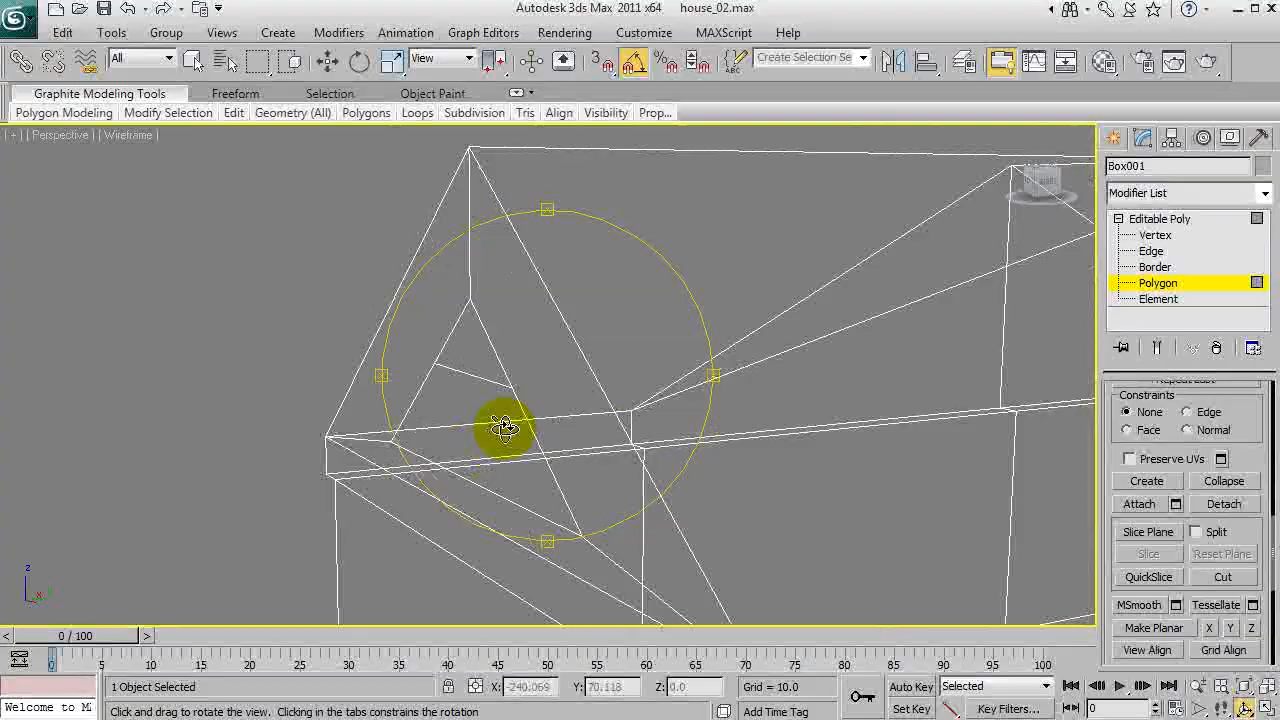 Autodesk 3ds Max 2011 x64 house_02.max
Edit Tools Group Views Create Modifiers Animation Graph Editors Rendering Customize MAXScript Help
All View 3 Create Selection Se
Graphite Modeling Tools Freeform Selection Object Paint
Polygon Modeling Modify Selection Edit Geometry (All) Polygons Loops Subdivision Tris Align Visibility Prop...
[ + ] [ Perspective ] [ Wireframe ]
Box001
Modifier List
Editable Poly
Vertex
Edge
Border
Polygon
Element
Constraints
None Edge
Face Normal
Preserve UVs
Create Collapse
Attach Detach
Slice Plane Split
Slice Reset Plane
QuickSlice Cut
MSmooth Tessellate
Make Planar X Y Z
View Align Grid Align
z
x
< 0 / 100 >
0 5 10 15 20 25 30 35 40 45 50 55 60 65 70 75 80 85 90 95 100
1 Object Selected X: -240.069 Y: 70.118 Z: 0.0 Grid = 10.0 Auto Key Selected
Welcome to M Click and drag to rotate the view. Clicking in the tabs constrains the rotation Add Time Tag Set Key Key Filters... 0